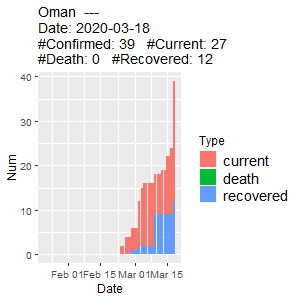 Oman  ---
Date: 2020-03-18
#Confirmed: 39   #Current: 27
#Death: 0   #Recovered: 12
40
30
20
10
0
Num
Feb 01
Feb 15
Mar 01
Mar 15
Date
Type
current
death
recovered